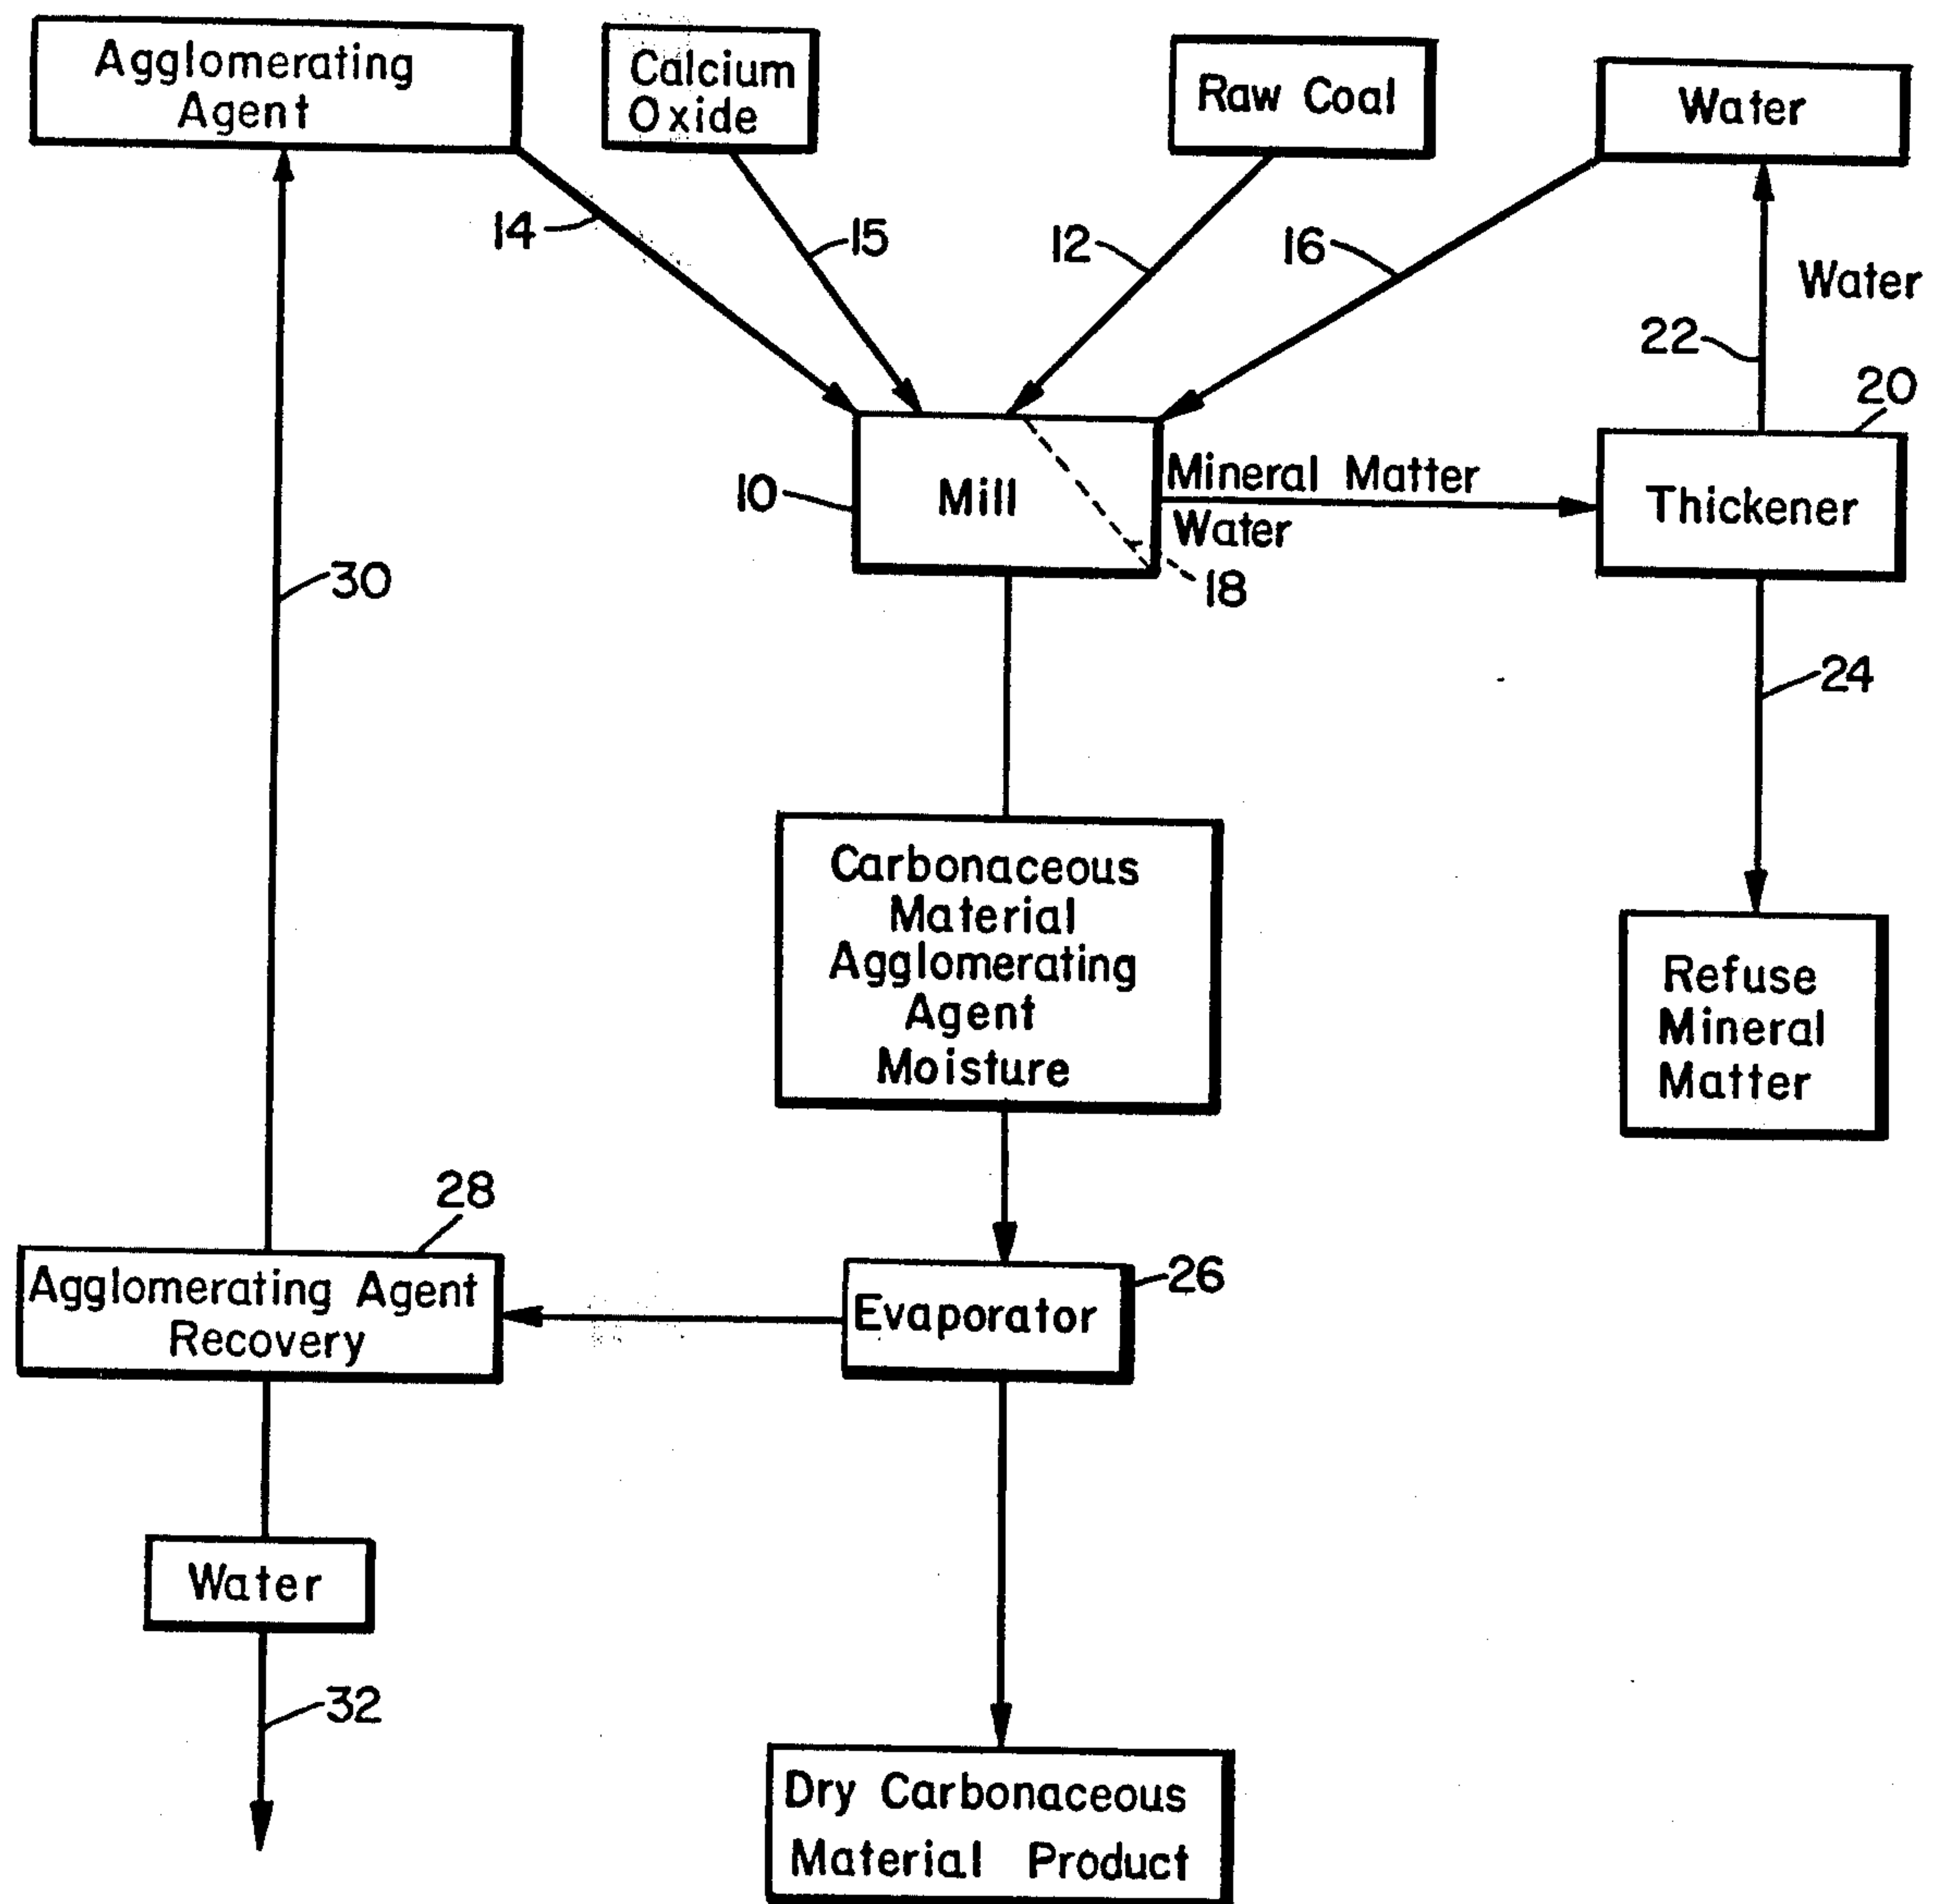 Agglomerating
Agent
Calcium
Oxide
Raw Coal
Water
14
15
12
16
Water
22
20
10
Mill
Mineral Matter
Water
18
Thickener
30
24
Carbonaceous
Material
Agglomerating
Agent
Moisture
Refuse
Mineral
Matter
28
Agglomerating Agent
Recovery
Evaporator
26
Water
32
Dry Carbonaceous
Material Product